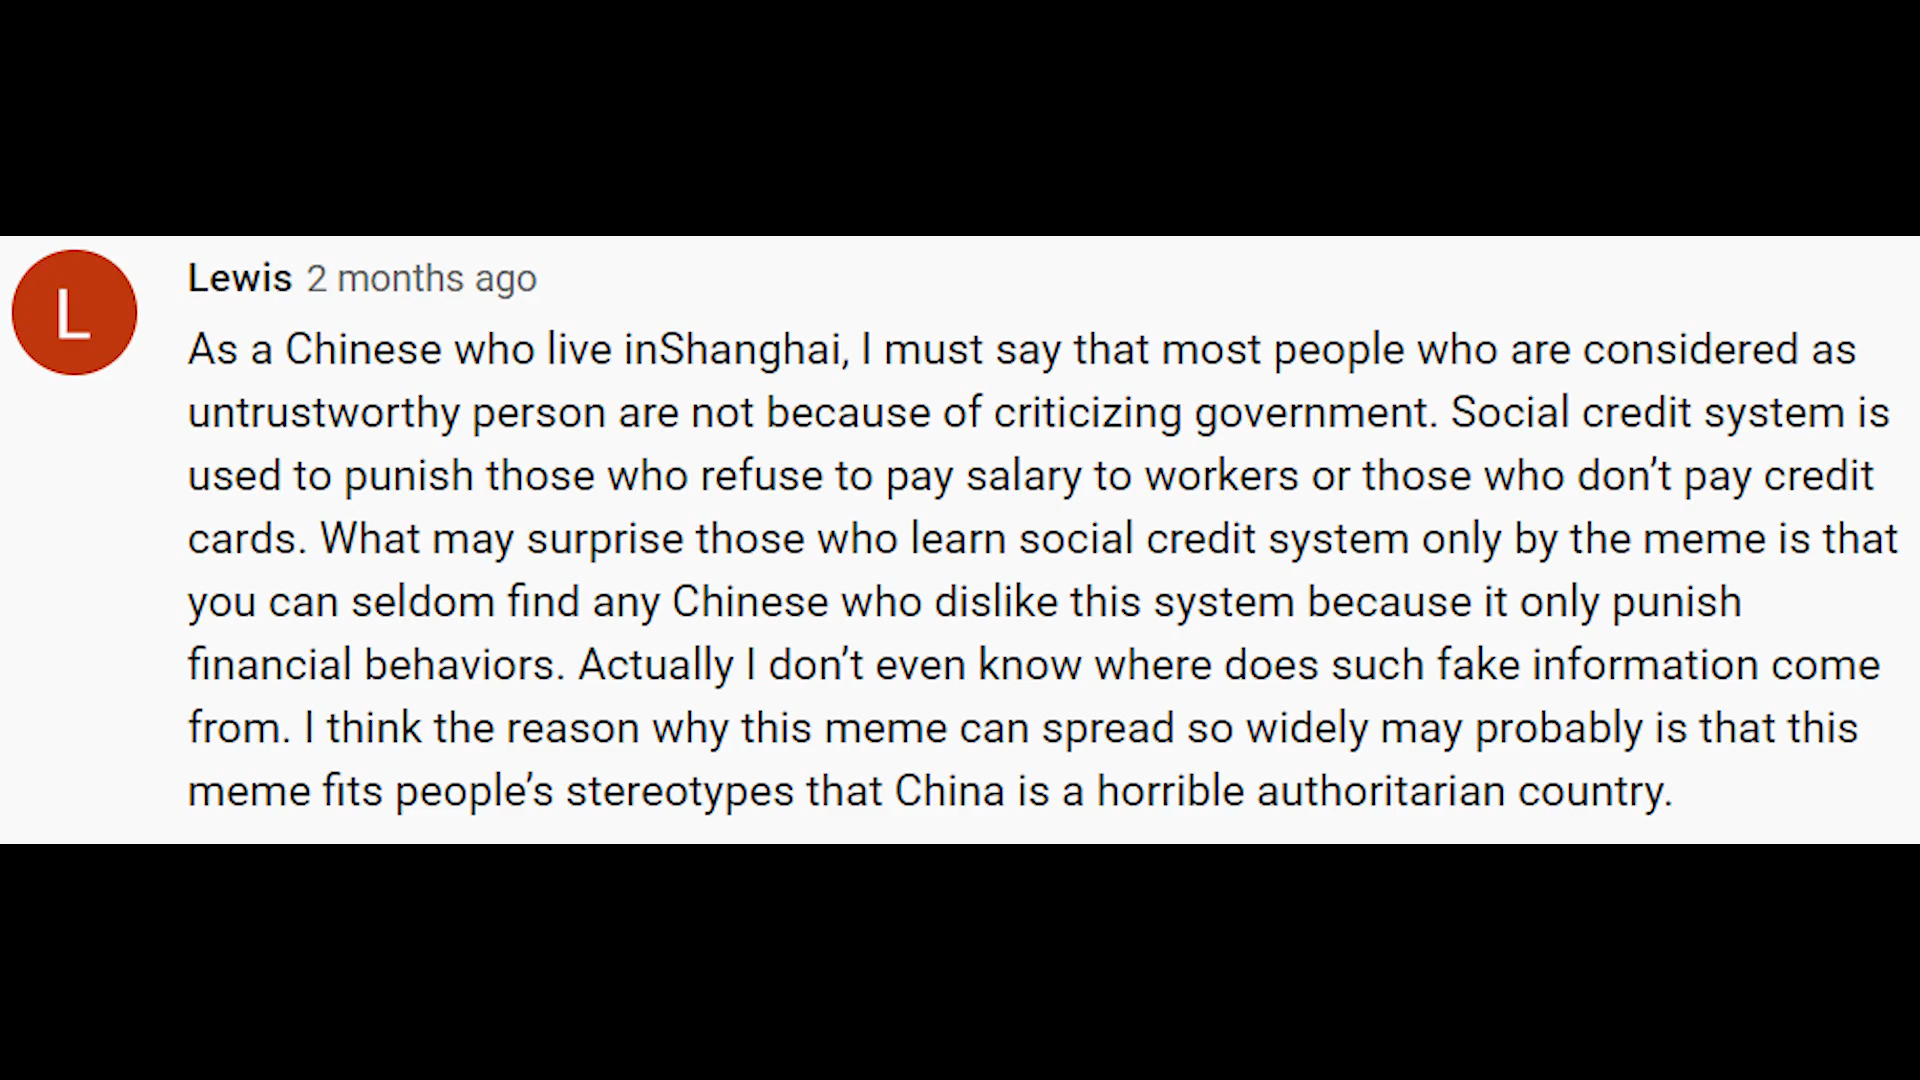 L
Lewis 2 months ago
As a Chinese who live inShanghai, I must say that most people who are considered as
untrustworthy person are not because of criticizing government. Social credit system is
used to punish those who refuse to pay salary to workers or those who don’t pay credit
cards. What may surprise those who learn social credit system only by the meme is that
you can seldom find any Chinese who dislike this system because it only punish
financial behaviors. Actually I don’t even know where does such fake information come
from. I think the reason why this meme can spread so widely may probably is that this
meme fits people’s stereotypes that China is a horrible authoritarian country.